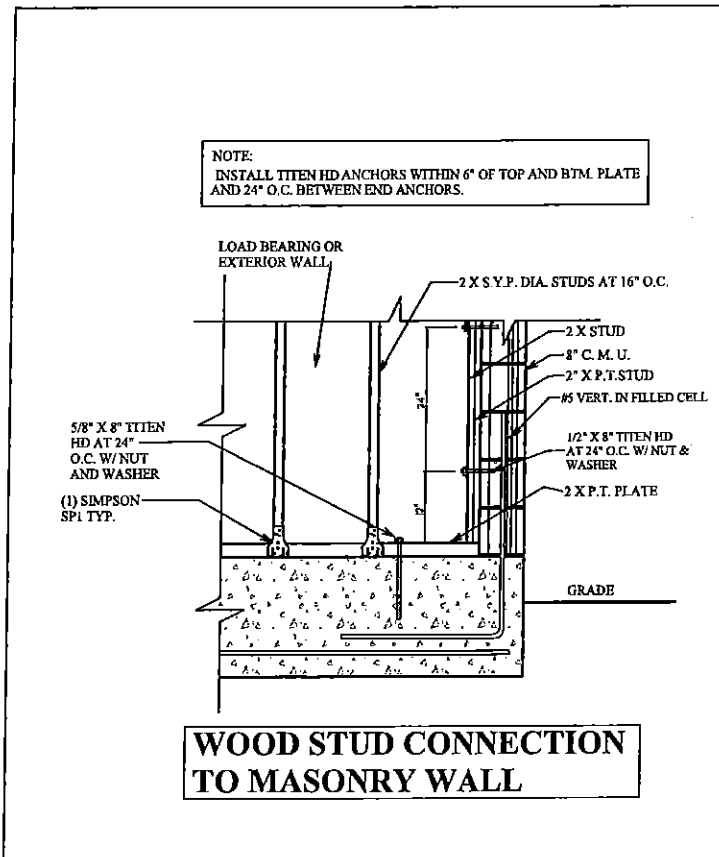 NOTE:
INSTALL TITEN HD ANCHORS WITHIN 6" OF TOP AND BTM. PLATE
AND 24" O.C. BETWEEN END ANCHORS.
LOAD BEARING OR
EXTERIOR WALL
2 X S.Y.P. DIA. STUDS AT 16" O.C.
2 X STUD
8" C. M. U.
2" X P.T.STUD
#5 VERT. IN FILLED CELL
24"
5/8" X 8" TITEN
HD AT 24"
O.C. W/ NUT
AND WASHER
1/2" X 8" TITEN HD
AT 24" O.C. W/ NUT &
WASHER
(1) SIMPSON
SP1 TYP.
12"
2 X P.T. PLATE
GRADE
WOOD STUD CONNECTION
TO MASONRY WALL